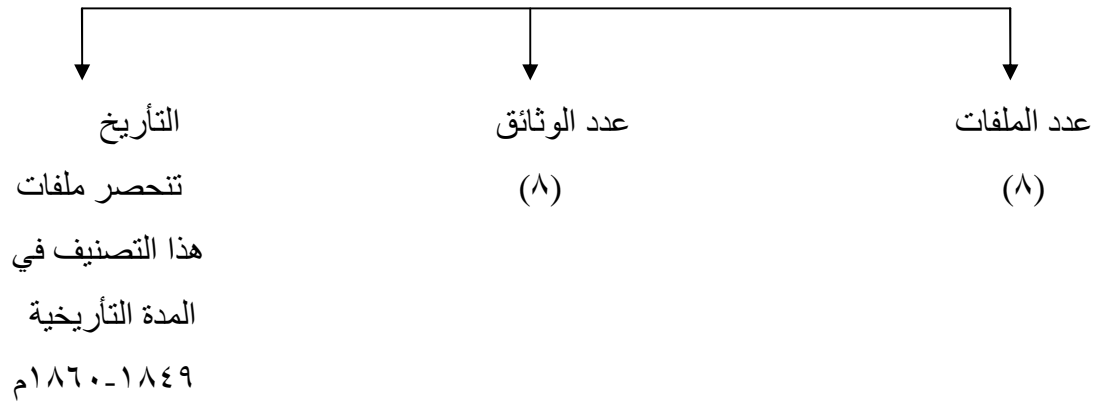 عدد الملفات
(٨)
عدد الوثائق
(٨)
التأريخ
تنحصر ملفات
هذا التصنيف في
المدة التأريخية
١٨٤٩-١٨٦٠م